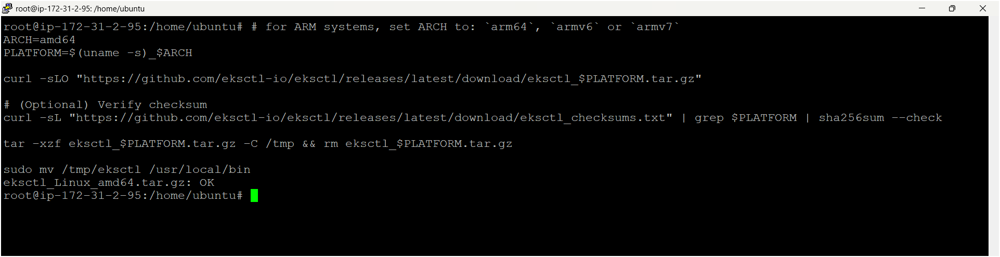 root@ip-172-31-2-95: /home/ubuntu
root@ip-172-31-2-95:/home/ubuntu# # for ARM systems, set ARCH to: `arm64`, `armv6` or `armv7`
ARCH=amd64
PLATFORM=$(uname -s)_$ARCH
curl -sLO "https://github.com/eksctl-io/eksctl/releases/latest/download/eksctl_$PLATFORM.tar.gz"
# (Optional) Verify checksum
curl -sL "https://github.com/eksctl-io/eksctl/releases/latest/download/eksctl_checksums.txt" | grep $PLATFORM | sha256sum --check
tar -xzf eksctl_$PLATFORM.tar.gz -C /tmp && rm eksctl_$PLATFORM.tar.gz
sudo mv /tmp/eksctl /usr/local/bin
eksctl_Linux_amd64.tar.gz: OK
root@ip-172-31-2-95:/home/ubuntu#